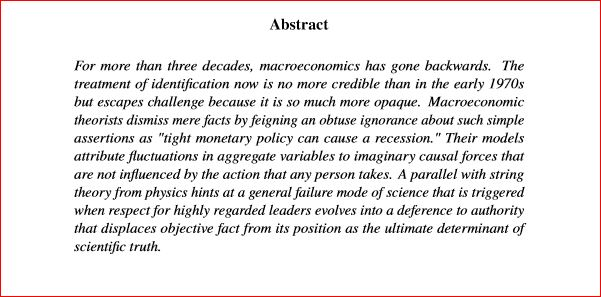 Abstract
For more than three decades, macroeconomics has gone backwards. The
treatment of identification now is no more credible than in the early 1970s
but escapes challenge because it is so much more opaque. Macroeconomic
theorists dismiss mere facts by feigning an obtuse ignorance about such simple
assertions as "tight monetary policy can cause a recession." Their models
attribute fluctuations in aggregate variables to imaginary causal forces that
are not influenced by the action that any person takes. A parallel with string
theory from physics hints at a general failure mode of science that is triggered
when respect for highly regarded leaders evolves into a deference to authority
that displaces objective fact from its position as the ultimate determinant of
scientific truth.